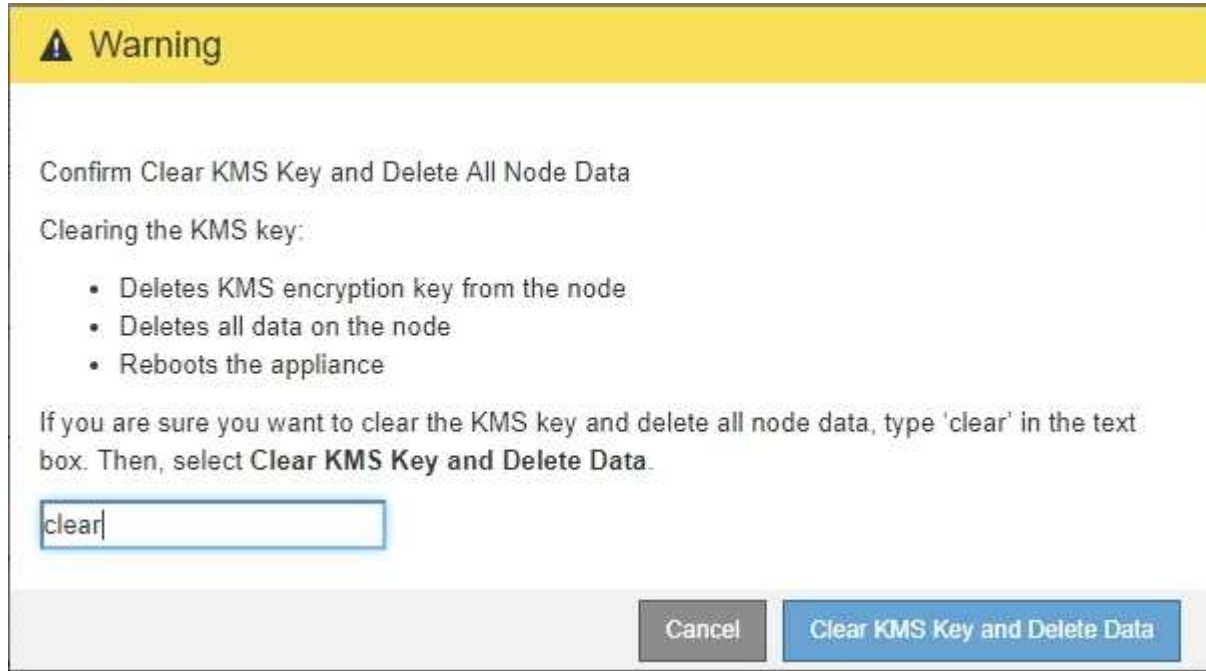 Warning
Confirm Clear KMS Key and Delete All Node Data
Clearing the KMS key:
• Deletes KMS encryption key from the node
• Deletes all data on the node
• Reboots the appliance
If you are sure you want to clear the KMS key and delete all node data, type ‘clear’ in the text
box. Then, select Clear KMS Key and Delete Data.
clear
Cancel
Clear KMS Key and Delete Data